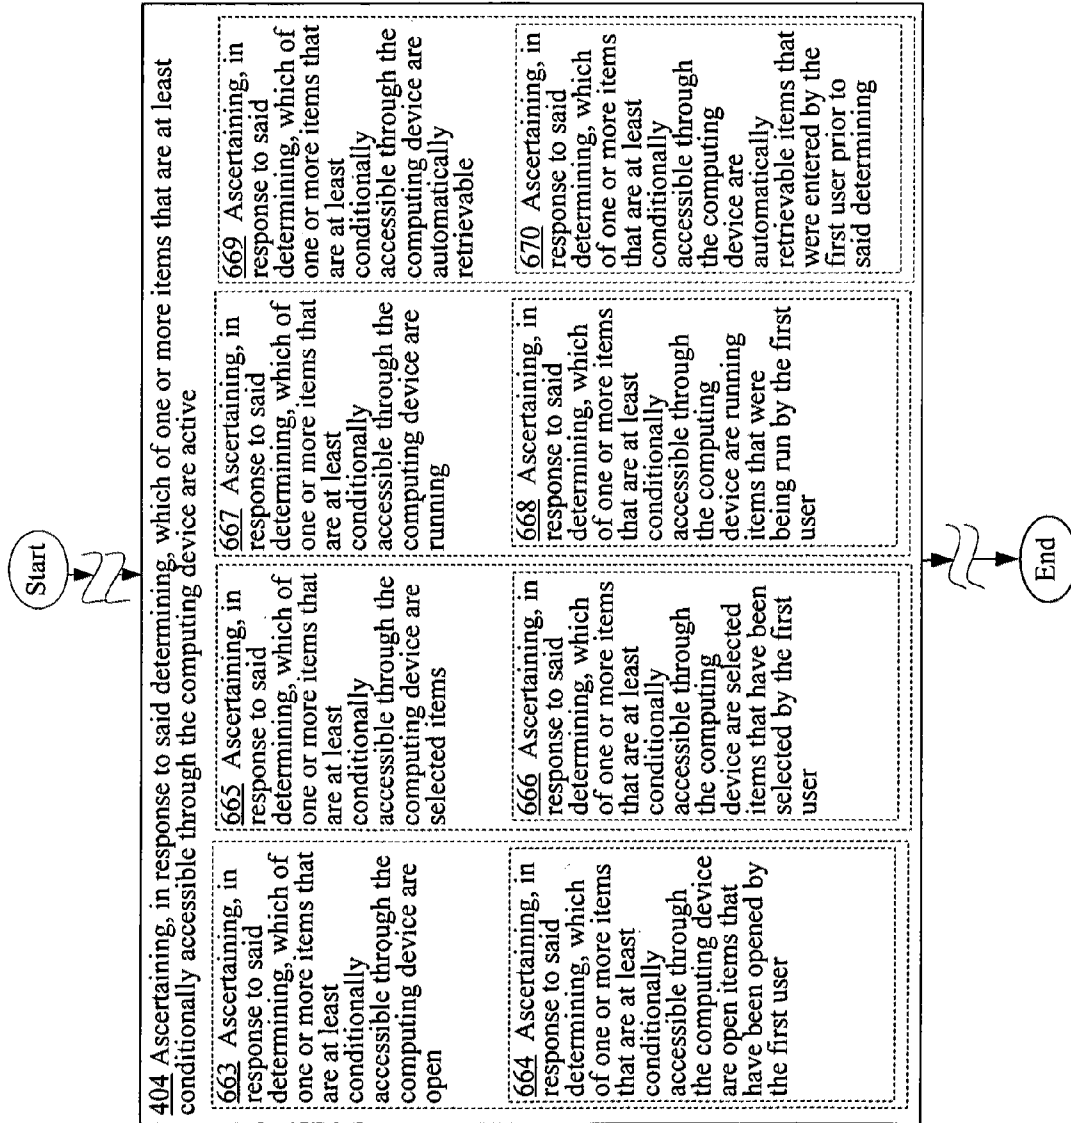 Start
404 Ascertaining, in response to said determining, which of one or more items that are at least
conditionally accessible through the computing device are active
663 Ascertaining, in
response to said
determining, which of
one or more items that
are at least
conditionally
accessible through the
computing device are
open
664 Ascertaining, in
response to said
determining, which
of one or more items
that are at least
conditionally
accessible through
the computing device
are open items that
have been opened by
the first user
665 Ascertaining, in
response to said
determining, which of
one or more items that
are at least
conditionally
accessible through the
computing device are
selected items
666 Ascertaining, in
response to said
determining, which
of one or more items
that are at least
conditionally
accessible through
the computing
device are selected
items that have been
selected by the first
user
667 Ascertaining, in
response to said
determining, which of
one or more items that
are at least
conditionally
accessible through the
computing device are
running
668 Ascertaining, in
response to said
determining, which
of one or more items
that are at least
conditionally
accessible through
the computing
device are running
items that were
being run by the first
user
669 Ascertaining, in
response to said
determining, which of
one or more items that
are at least
conditionally
accessible through the
computing device are
automatically
retrievable
670 Ascertaining, in
response to said
determining, which
of one or more items
that are at least
conditionally
accessible through
the computing
device are
automatically
retrievable items that
were entered by the
first user prior to
said determining
End